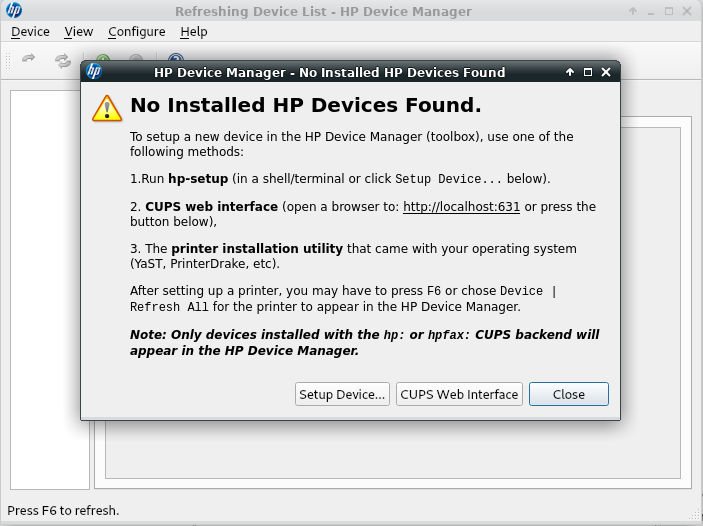 Refreshing Device List - HP Device Manager
Device View Configure Help
HP Device Manager - No Installed HP Devices Found
No Installed HP Devices Found.
To setup a new device in the HP Device Manager (toolbox), use one of the
following methods:
1.Run hp-setup (in a shell/terminal or click Setup Device... below).
2. CUPS web interface (open a browser to: http://localhost:631 or press the
button below),
3. The printer installation utility that came with your operating system
(YaST, PrinterDrake, etc).
After setting up a printer, you may have to press F6 or chose Device |
Refresh All for the printer to appear in the HP Device Manager.
Note: Only devices installed with the hp: or hpfax: CUPS backend will
appear in the HP Device Manager.
Setup Device... CUPS Web Interface Close
Press F6 to refresh.